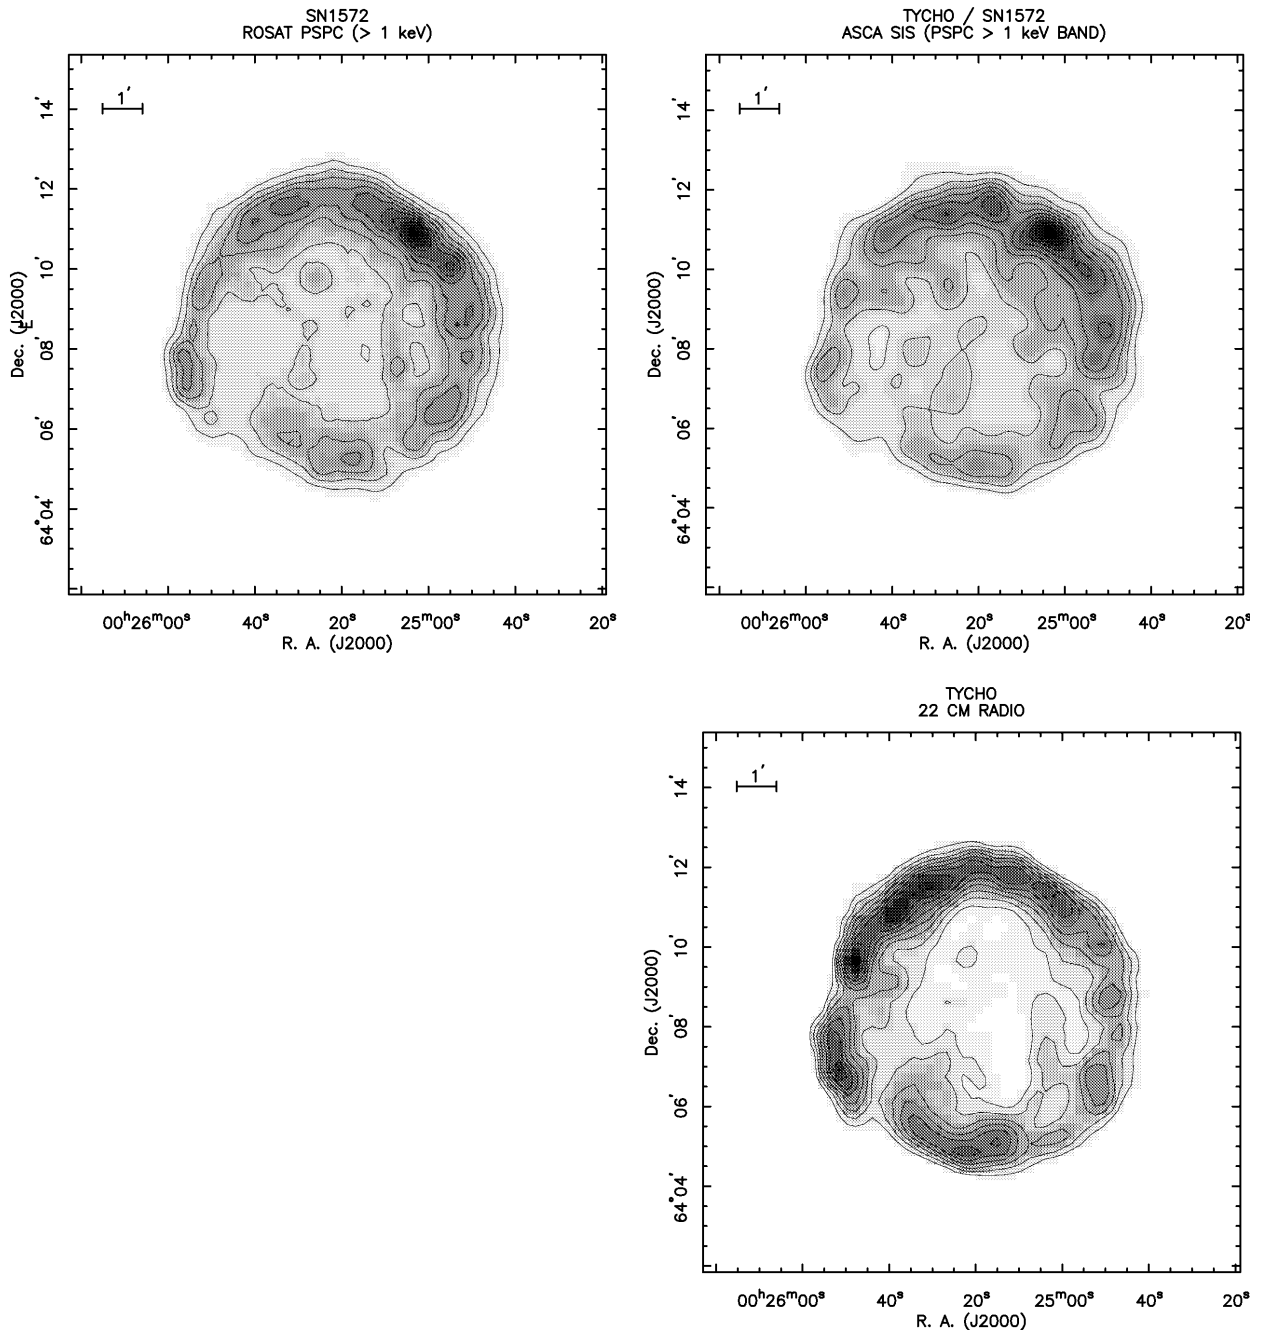 SN1572
ROSAT PSPC (> 1 keV)
1′
14′
12′
10′
08′
06′
64°04′
Dec. (J2000)
E
00ʰ26ᵐ00ˢ 40ˢ 20ˢ 25ᵐ00ˢ 40ˢ 20ˢ
R. A. (J2000)
TYCHO / SN1572
ASCA SIS (PSPC > 1 keV BAND)
1′
14′
12′
10′
08′
06′
64°04′
Dec. (J2000)
00ʰ26ᵐ00ˢ 40ˢ 20ˢ 25ᵐ00ˢ 40ˢ 20ˢ
R. A. (J2000)
TYCHO
22 CM RADIO
1′
14′
12′
10′
08′
06′
64°04′
Dec. (J2000)
00ʰ26ᵐ00ˢ 40ˢ 20ˢ 25ᵐ00ˢ 40ˢ 20ˢ
R. A. (J2000)